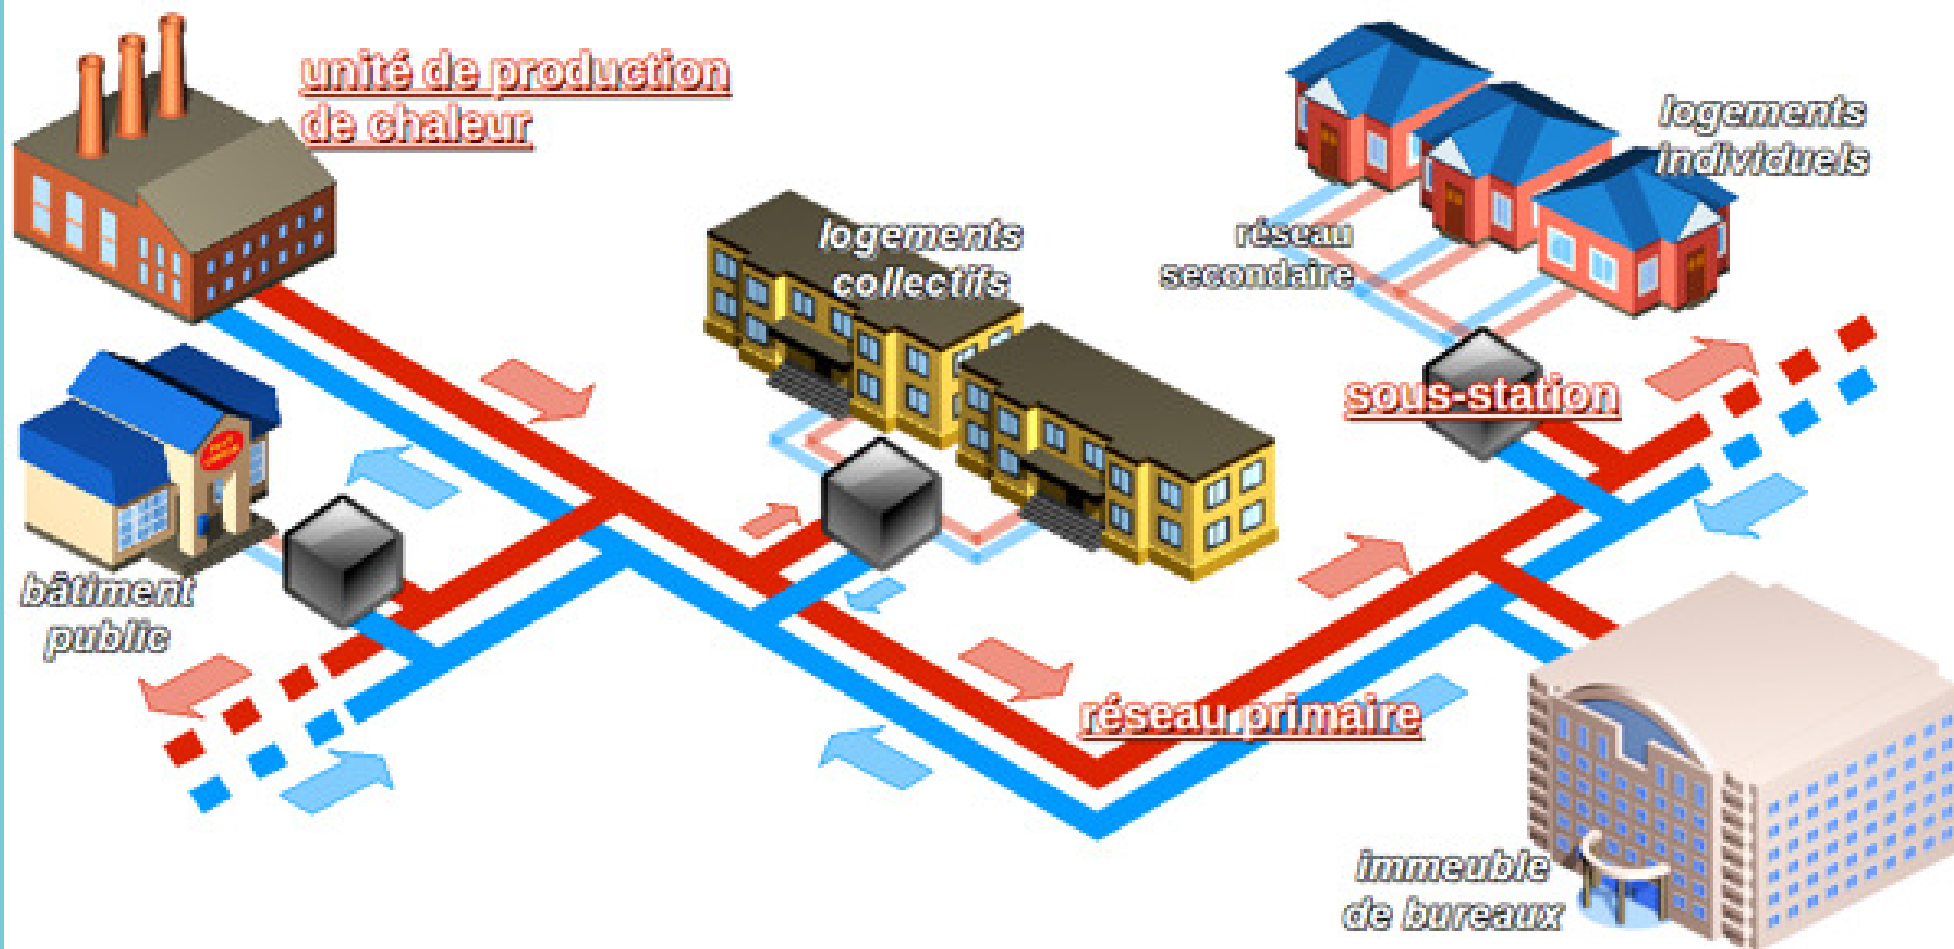 unité de production
de chaleur
logements
individuels
logements
collectifs
réseau
secondaire
sous-station
bâtiment
public
réseau primaire
immeuble
de bureaux